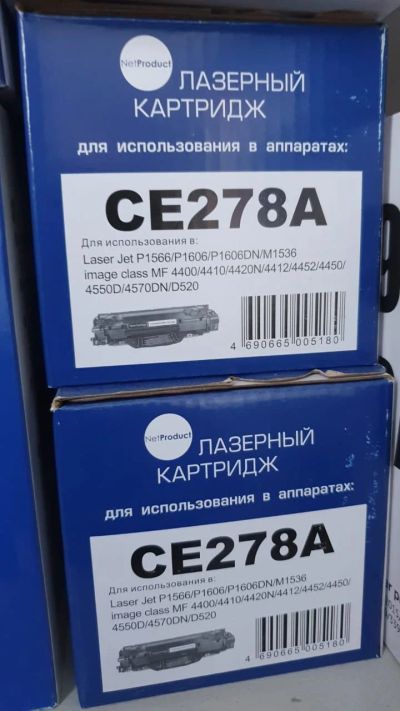 NetProduct
ЛАЗЕРНЫЙ
КАРТРИДЖ
для использования в аппаратах:
CE278A
Для использования в:
Laser Jet P1566/P1606/P1606DN/M1536
image class MF 4400/4410/4420N/4412/4452/4450/
4550D/4570DN/D520
4 690665 005180
NetProduct
ЛАЗЕРНЫЙ
КАРТРИДЖ
для использования в аппаратах:
CE278A
Для использования в:
Laser Jet P1566/P1606/P1606DN/M1536
image class MF 4400/4410/4420N/4412/4452/4450/
4550D/4570DN/D520
4 690665 005180